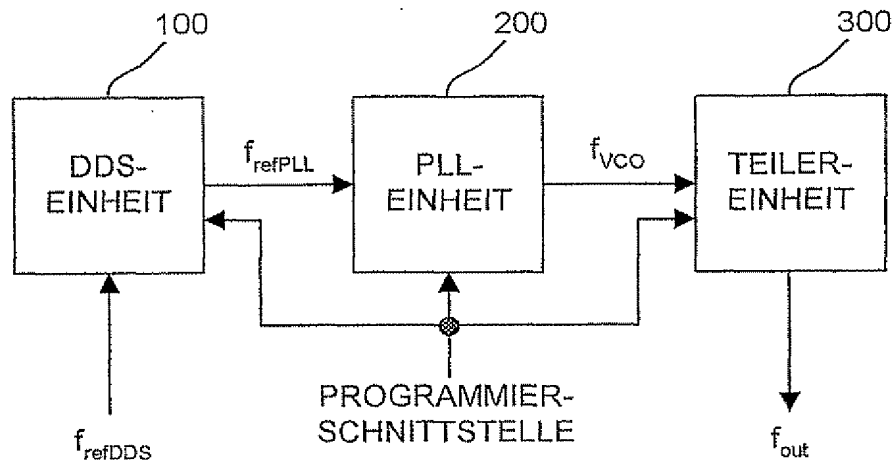 100
200
300
DDS-
EINHEIT
f_refPLL
PLL-
EINHEIT
f_VCO
TEILER-
EINHEIT
PROGRAMMIER-
SCHNITTSTELLE
f_refDDS
f_out